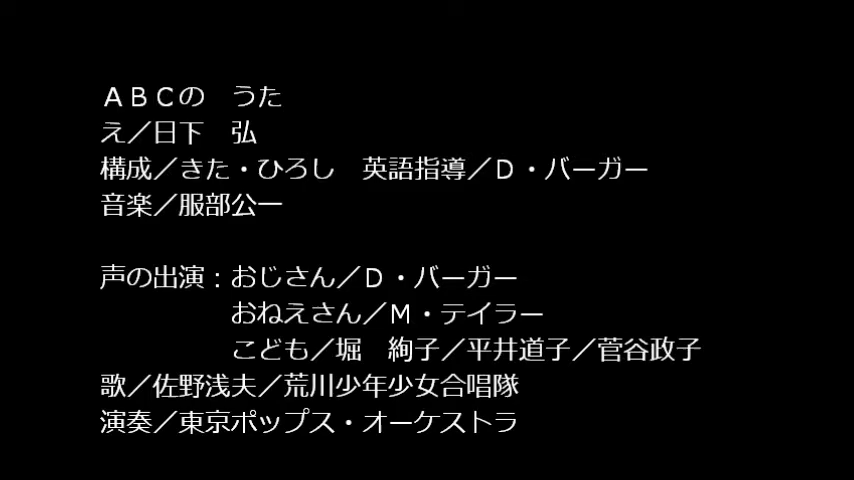 ＡＢＣの　うた
え／日下　弘
構成／きた・ひろし　英語指導／Ｄ・バーガー
音楽／服部公一
声の出演：おじさん／Ｄ・バーガー
おねえさん／Ｍ・テイラー
こども／堀　絢子／平井道子／菅谷政子
歌／佐野浅夫／荒川少年少女合唱隊
演奏／東京ポップス・オーケストラ